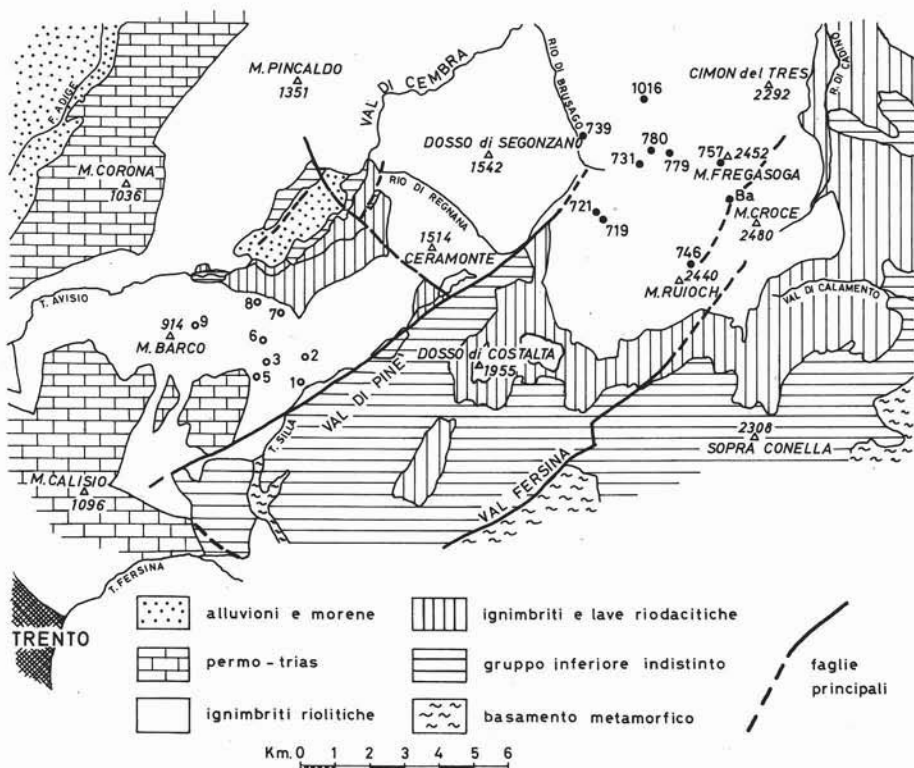 M. PINCALDO
1351
VAL DI CEMBRA
RIO DI BRUSAGO
CIMON del TRES
2292
R. DI CADINO
F. ADIGE
1016
739
DOSSO di SEGONZANO
1542
780
731
779
757
2452
M. FREGASOGA
M. CORONA
1036
RIO DI REGNANA
Ba
721
719
M. CROCE
2480
1514
CERAMONTE
746
2440
M. RUIOCH
VAL DI CALAMENTO
T. AVISIO
8
7
914
9
M. BARCO
6
3
2
5
1
DOSSO di COSTALTA
1955
VAL DI PINE'
T. SILLA
2308
SOPRA CONELLA
M. CALISIO
1096
VAL FERSINA
T. FERSINA
TRENTO
alluvioni e morene
permo-trias
ignimbriti riolitiche
ignimbriti e lave riodacitiche
gruppo inferiore indistinto
basamento metamorfico
faglie
principali
Km. 0 1 2 3 4 5 6